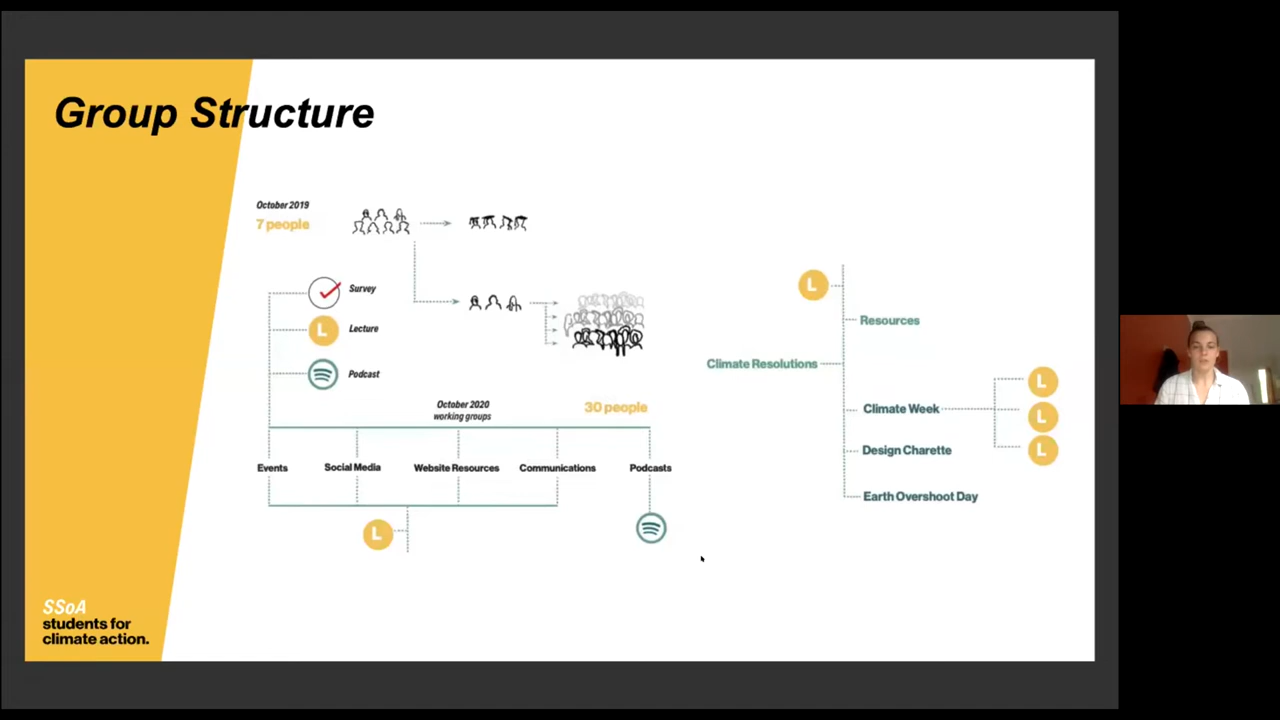 Group Structure
October 2019
7 people
Survey
L
Lecture
Podcast
October 2020
working groups
30 people
Events
Social Media
Website Resources
Communications
Podcasts
L
L
Resources
Climate Resolutions
Climate Week
L
L
L
Design Charette
Earth Overshoot Day
SSoA
students for
climate action.